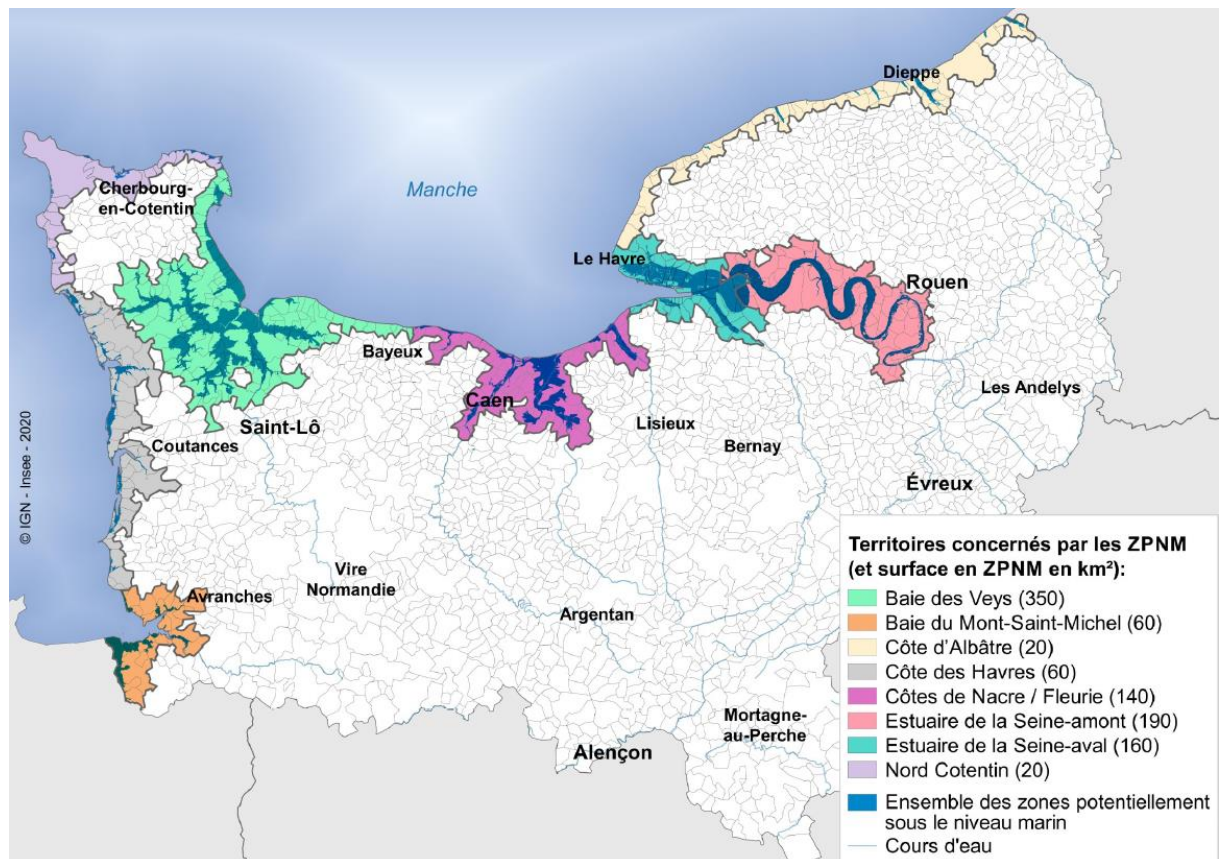 Dieppe
Cherbourg-
en-Cotentin
Manche
Le Havre
Rouen
Bayeux
Caen
Les Andelys
Saint-Lô
Lisieux
Coutances
Bernay
Évreux
© IGN - Insee - 2020
Vire
Normandie
Avranches
Argentan
Mortagne-
au-Perche
Alençon
Territoires concernés par les ZPNM
(et surface en ZPNM en km²):
Baie des Veys (350)
Baie du Mont-Saint-Michel (60)
Côte d'Albâtre (20)
Côte des Havres (60)
Côtes de Nacre / Fleurie (140)
Estuaire de la Seine-amont (190)
Estuaire de la Seine-aval (160)
Nord Cotentin (20)
Ensemble des zones potentiellement
sous le niveau marin
Cours d'eau